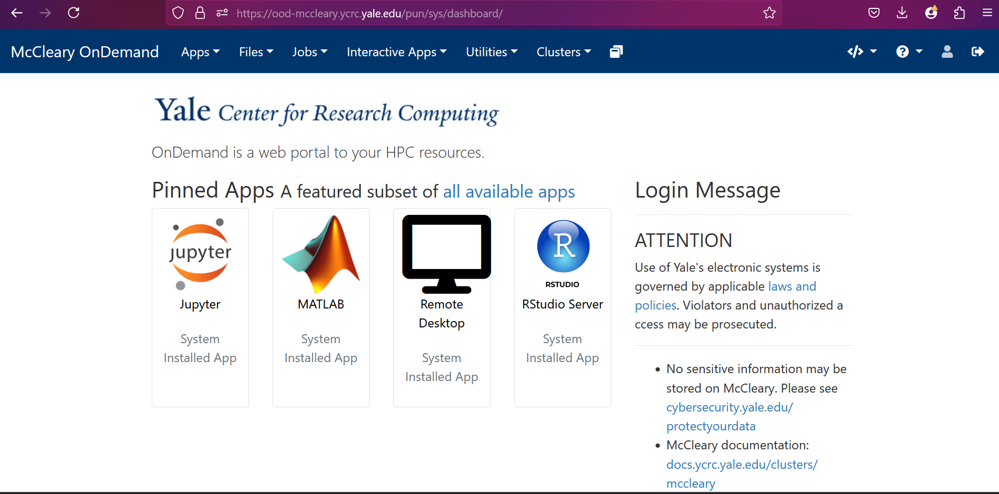 https://ood-mccleary.ycrc.yale.edu/pun/sys/dashboard/
McCleary OnDemand Apps Files Jobs Interactive Apps Utilities Clusters
Yale Center for Research Computing
OnDemand is a web portal to your HPC resources.
Pinned Apps A featured subset of all available apps
jupyter
Jupyter
System
Installed App
MATLAB
System
Installed App
Remote
Desktop
System
Installed App
R
RSTUDIO
RStudio Server
System
Installed App
Login Message
ATTENTION
Use of Yale's electronic systems is
governed by applicable laws and
policies. Violators and unauthorized a
ccess may be prosecuted.
• No sensitive information may be
stored on McCleary. Please see
cybersecurity.yale.edu/
protectyourdata
• McCleary documentation:
docs.ycrc.yale.edu/clusters/
mccleary